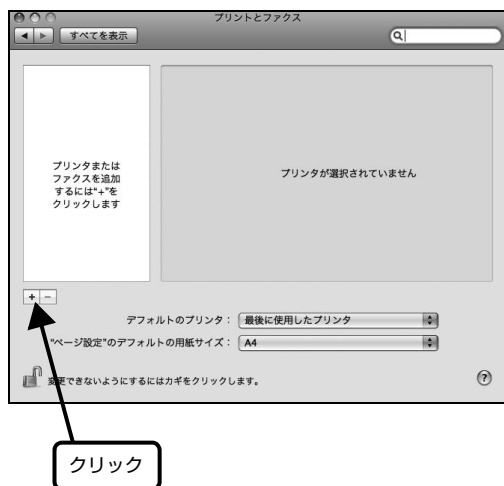 プリントとファクス
すべてを表示
プリンタまたは
ファクスを追加
するには“+”を
クリックします
プリンタが選択されていません
+ −
デフォルトのプリンタ： 最後に使用したプリンタ
“ページ設定”のデフォルトの用紙サイズ： A4
変更できないようにするにはカギをクリックします。
?
クリック